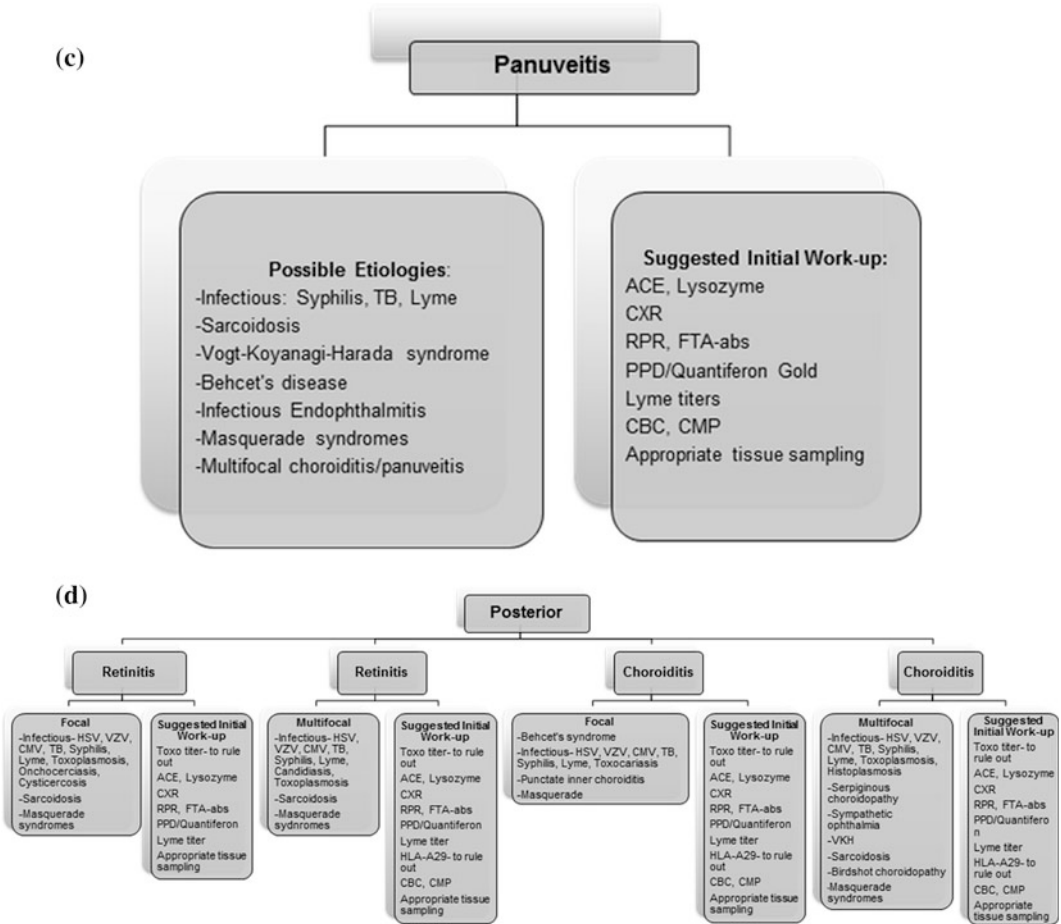 (c)
Panuveitis
Possible Etiologies:
-Infectious: Syphilis, TB, Lyme
-Sarcoidosis
-Vogt-Koyanagi-Harada syndrome
-Behcet's disease
-Infectious Endophthalmitis
-Masquerade syndromes
-Multifocal choroiditis/panuveitis
Suggested Initial Work-up:
ACE, Lysozyme
CXR
RPR, FTA-abs
PPD/Quantiferon Gold
Lyme titers
CBC, CMP
Appropriate tissue sampling
(d)
Posterior
Retinitis
Focal
-Infectious- HSV, VZV,
CMV, TB, Syphilis,
Lyme, Toxoplasmosis,
Onchocerciasis,
Cysticercosis
-Sarcoidosis
-Masquerade
syndromes
Suggested Initial
Work-up
Toxo titer- to rule
out
ACE, Lysozyme
CXR
RPR, FTA-abs
PPD/Quantiferon
Lyme titer
Appropriate tissue
sampling
Retinitis
Multifocal
-Infectious- HSV,
VZV, CMV, TB,
Syphilis, Lyme,
Candidiasis,
Toxoplasmosis
-Sarcoidosis
-Masquerade
sydnromes
Suggested Initial
Work-up
Toxo titer- to rule
out
ACE, Lysozyme
CXR
RPR, FTA-abs
PPD/Quantiferon
Lyme titer
HLA-A29- to rule
out
CBC, CMP
Appropriate tissue
sampling
Choroiditis
Focal
-Behcet's syndrome
-Infectious- HSV, VZV, CMV, TB,
Syphilis, Lyme, Toxocariasis
-Punctate inner choroiditis
-Masquerade
Suggested Initial
Work-up
Toxo titer- to rule
out
ACE, Lysozyme
CXR
RPR, FTA-abs
PPD/Quantiferon
Lyme titer
HLA-A29- to rule
out
CBC, CMP
Appropriate tissue
sampling
Choroiditis
Multifocal
-Infectious- HSV, VZV,
CMV, TB, Syphilis,
Lyme, Toxoplasmosis,
Histoplasmosis
-Serpiginous
choroidopathy
-Sympathetic
ophthalmia
-VKH
-Sarcoidosis
-Birdshot choroidopathy
-Masquerade
syndromes
Suggested
Initial Work-up
Toxo titer- to
rule out
ACE, Lysozyme
CXR
RPR, FTA-abs
PPD/Quantifero
n
Lyme titer
HLA-A29- to
rule out
CBC, CMP
Appropriate
tissue sampling